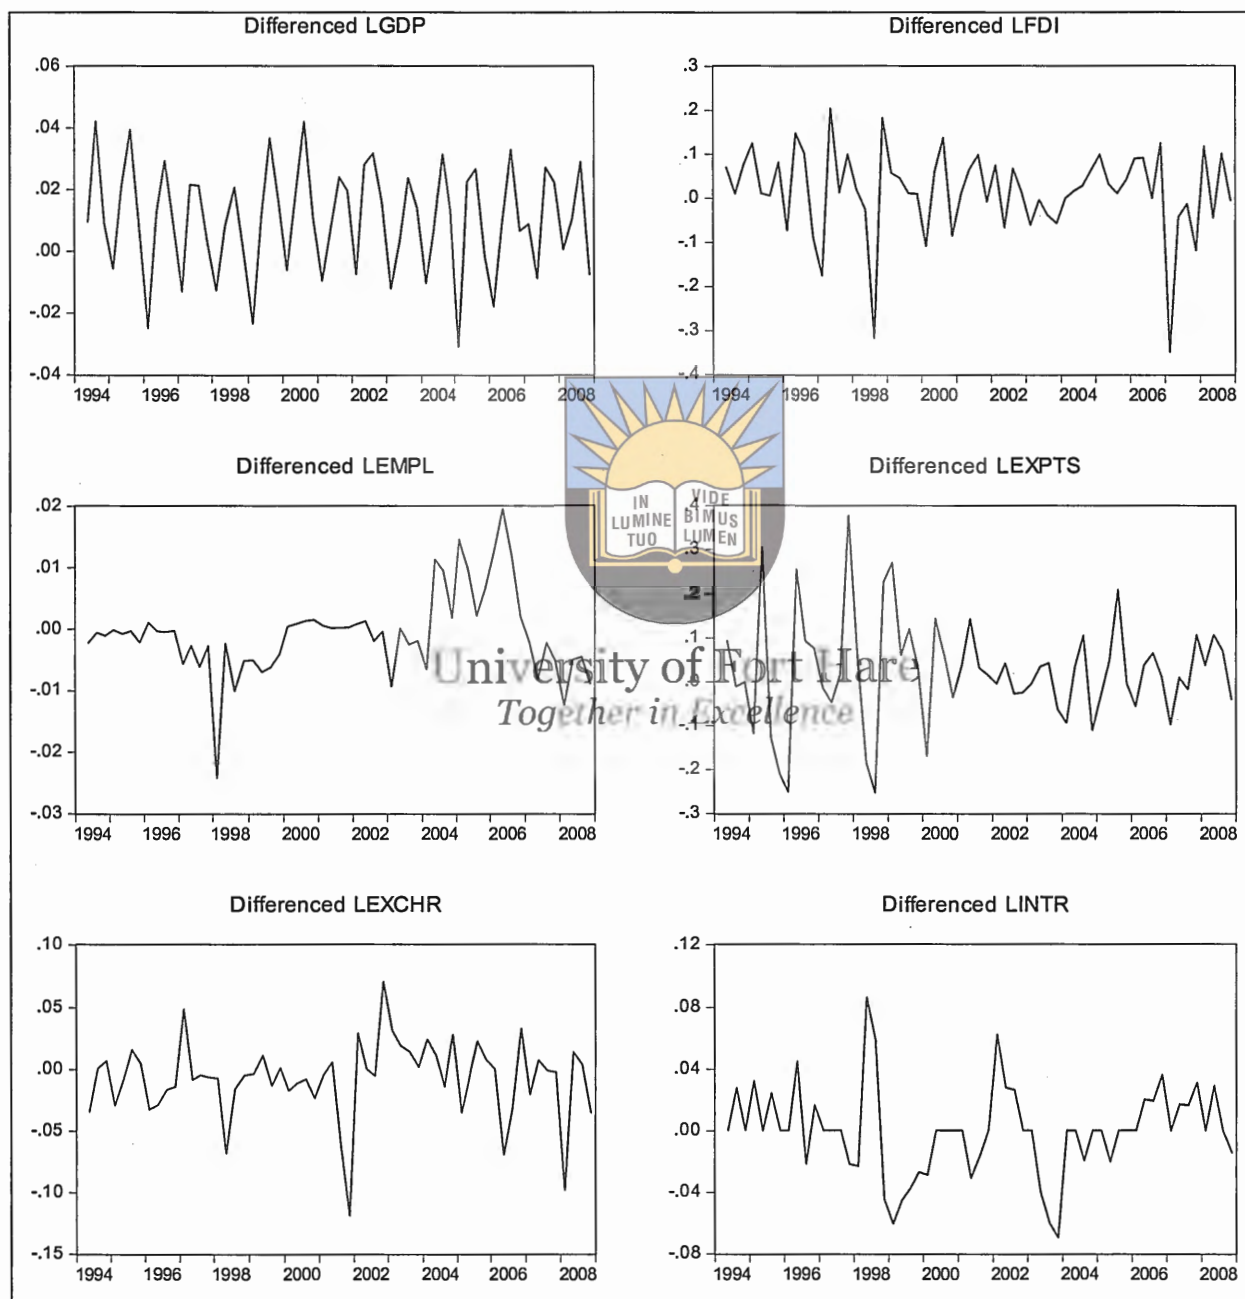 Differenced LGDP
.06
.04
.02
.00
-.02
-.04
1994 1996 1998 2000 2002 2004 2006 2008
Differenced LFDI
.3
.2
.1
.0
-.1
-.2
-.3
-.4
1994 1996 1998 2000 2002 2004 2006 2008
IN LUMINE TUO
VIDE BIMUS LUMEN
University of Fort Hare
Together in Excellence
Differenced LEMPL
.02
.01
.00
-.01
-.02
-.03
1994 1996 1998 2000 2002 2004 2006 2008
Differenced LEXPTS
.4
.3
.2
.1
.0
-.1
-.2
-.3
1994 1996 1998 2000 2002 2004 2006 2008
Differenced LEXCHR
.10
.05
.00
-.05
-.10
-.15
1994 1996 1998 2000 2002 2004 2006 2008
Differenced LINTR
.12
.08
.04
.00
-.04
-.08
1994 1996 1998 2000 2002 2004 2006 2008